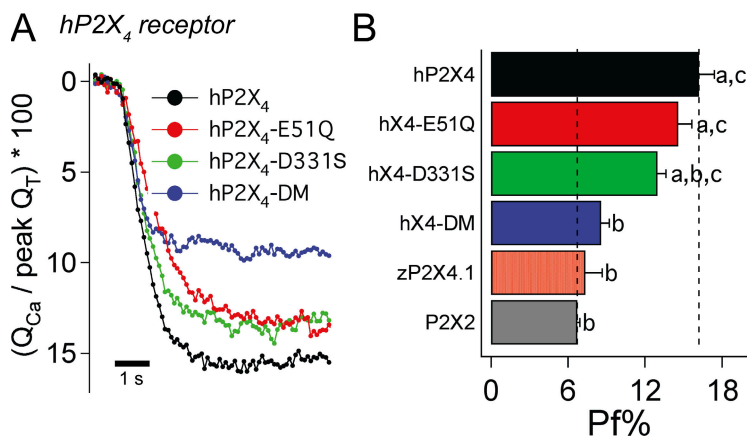 A hP2X4 receptor
(QCa / peak QT) * 100
0
5
10
15
hP2X4
hP2X4-E51Q
hP2X4-D331S
hP2X4-DM
1 s
B
hP2X4 a,c
hX4-E51Q a,c
hX4-D331S a,b,c
hX4-DM b
zP2X4.1 b
P2X2 b
0 6 12 18
Pf%